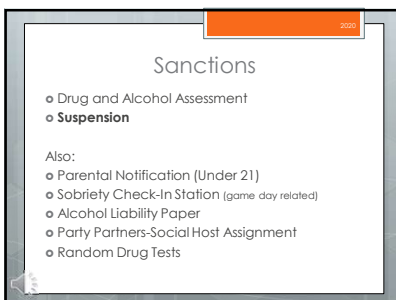 2020
Sanctions
Drug and Alcohol Assessment
Suspension
Also:
Parental Notification (Under 21)
Sobriety Check-In Station (game day related)
Alcohol Liability Paper
Party Partners-Social Host Assignment
Random Drug Tests